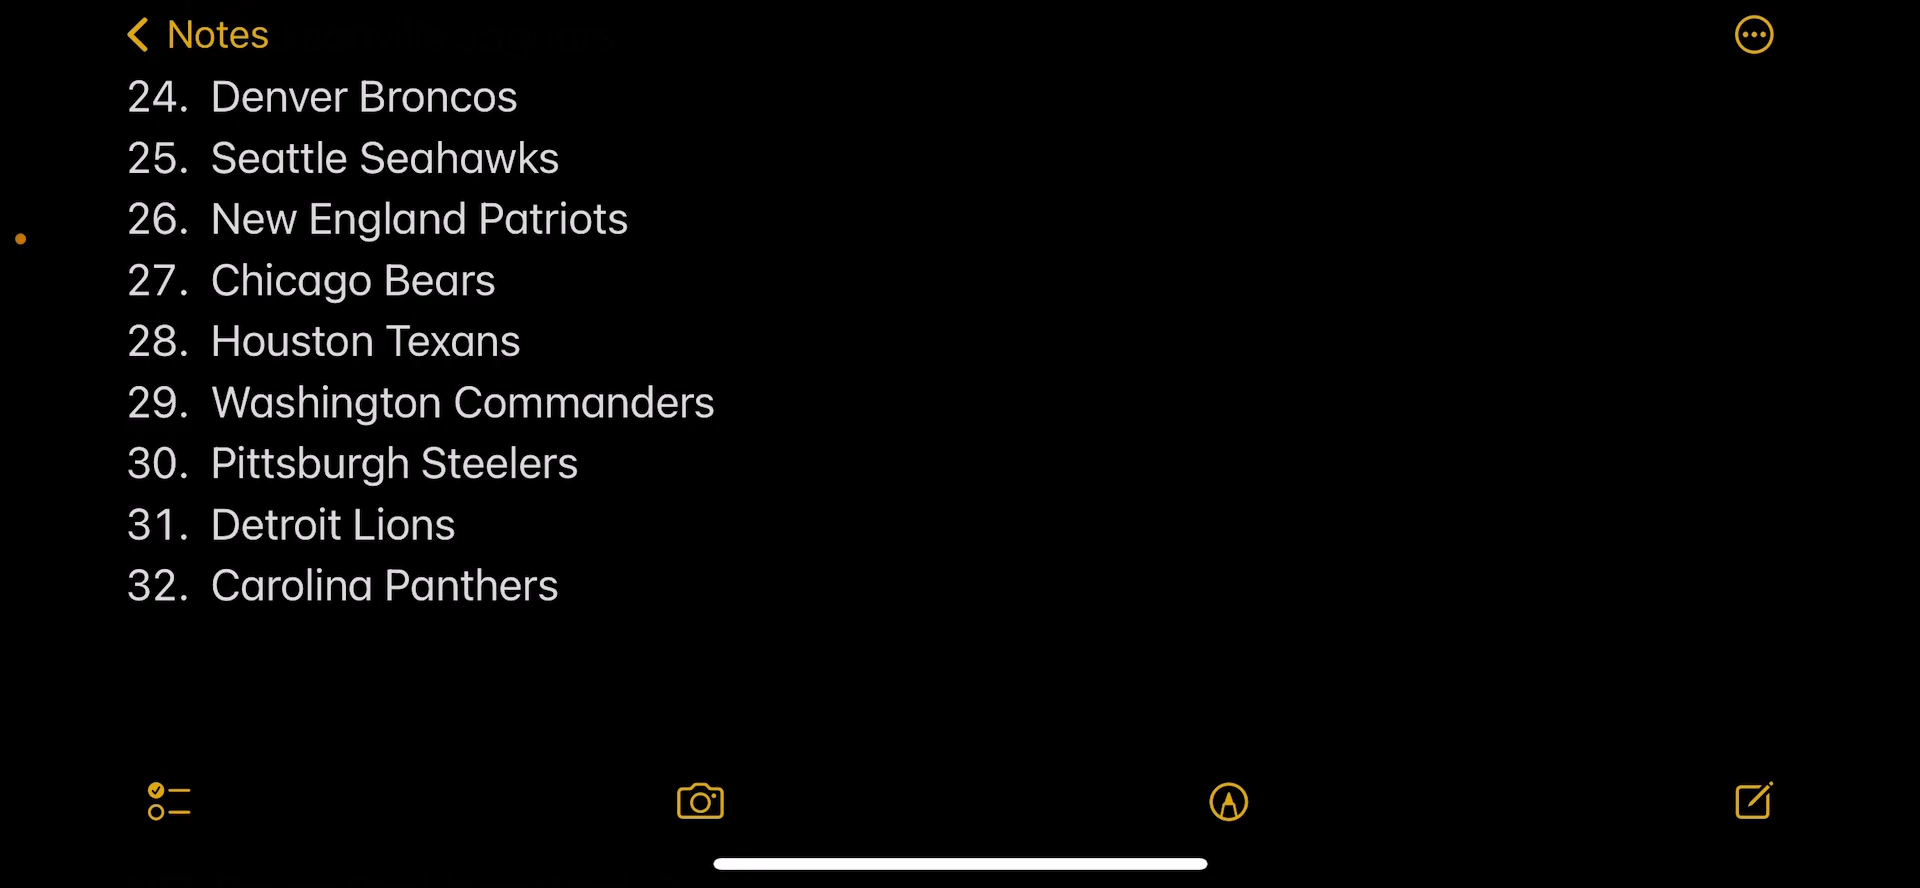 Notes
24. Denver Broncos
25. Seattle Seahawks
26. New England Patriots
27. Chicago Bears
28. Houston Texans
29. Washington Commanders
30. Pittsburgh Steelers
31. Detroit Lions
32. Carolina Panthers